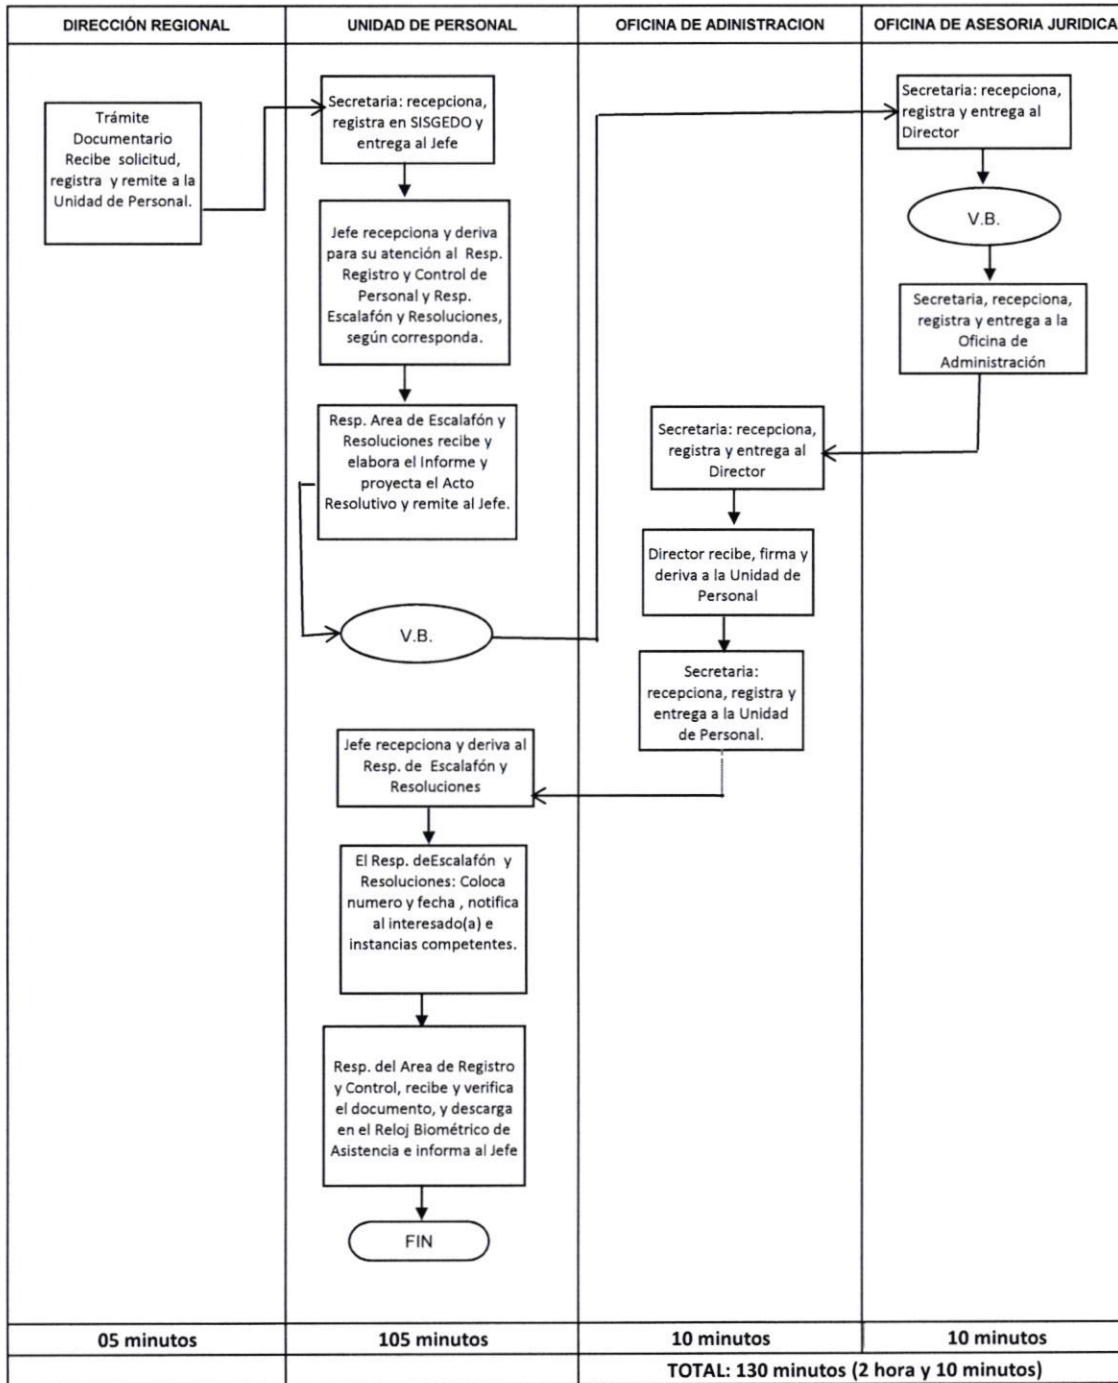 DIRECCIÓN REGIONAL
UNIDAD DE PERSONAL
OFICINA DE ADINISTRACION
OFICINA DE ASESORIA JURIDICA
Trámite
Documentario
Recibe solicitud,
registra y remite a la
Unidad de Personal.
Secretaria: recepciona,
registra en SISGEDO y
entrega al Jefe
Jefe recepciona y deriva
para su atención al Resp.
Registro y Control de
Personal y Resp.
Escalafón y Resoluciones,
según corresponda.
Resp. Area de Escalafón y
Resoluciones recibe y
elabora el Informe y
proyecta el Acto
Resolutivo y remite al Jefe.
V.B.
Secretaria: recepciona,
registra y entrega al
Director
V.B.
Secretaria, recepciona,
registra y entrega a la
Oficina de
Administración
Secretaria: recepciona,
registra y entrega al
Director
Director recibe, firma y
deriva a la Unidad de
Personal
Secretaria:
recepciona, registra y
entrega a la Unidad
de Personal.
Jefe recepciona y deriva al
Resp. de Escalafón y
Resoluciones
El Resp. deEscalafón y
Resoluciones: Coloca
numero y fecha , notifica
al interesado(a) e
instancias competentes.
Resp. del Area de Registro
y Control, recibe y verifica
el documento, y descarga
en el Reloj Biométrico de
Asistencia e informa al Jefe
FIN
05 minutos
105 minutos
10 minutos
10 minutos
TOTAL: 130 minutos (2 hora y 10 minutos)